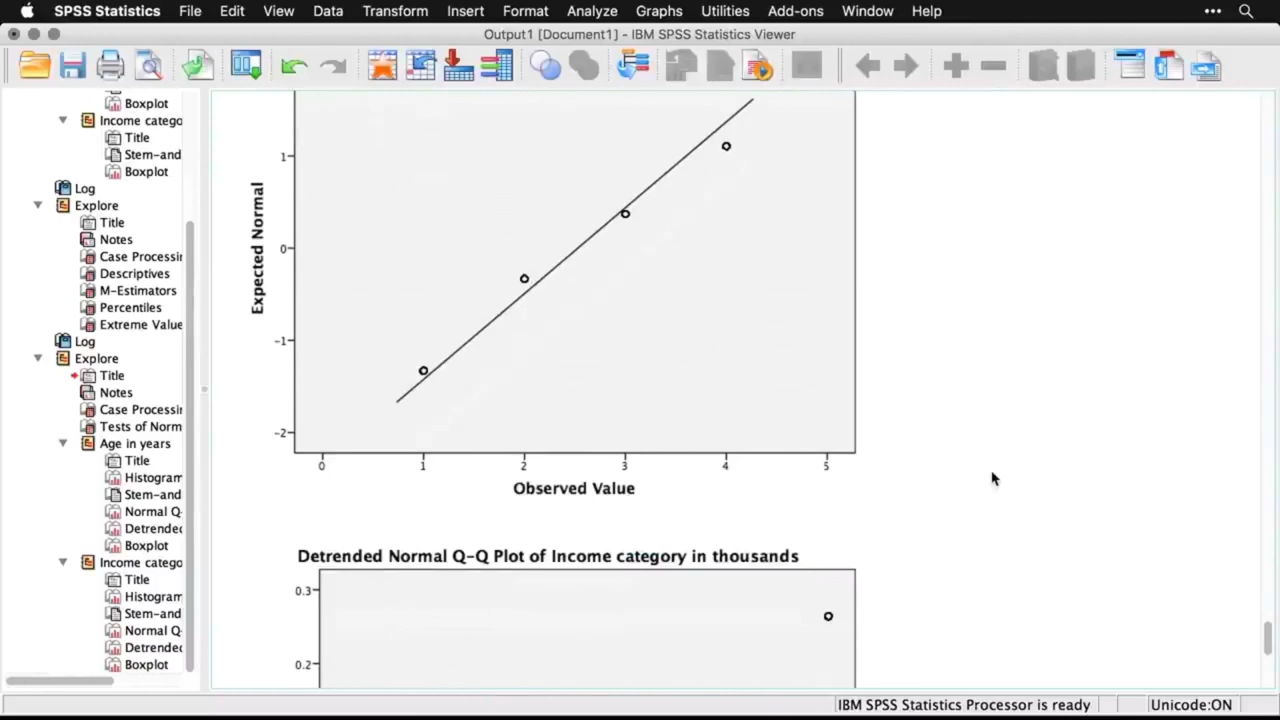 SPSS Statistics File Edit View Data Transform Insert Format Analyze Graphs Utilities Add-ons Window Help
Output1 [Document1] - IBM SPSS Statistics Viewer
Boxplot
Income catego
Title
Stem-and
Boxplot
Log
Explore
Title
Notes
Case Processin
Descriptives
M-Estimators
Percentiles
Extreme Value
Log
Explore
Title
Notes
Case Processin
Tests of Norm
Age in years
Title
Histogram
Stem-and
Normal Q
Detrended
Boxplot
Income catego
Title
Histogram
Stem-and
Normal Q
Detrended
Boxplot
Expected Normal
1
0
-1
-2
0 1 2 3 4 5
Observed Value
Detrended Normal Q-Q Plot of Income category in thousands
0.3
0.2
IBM SPSS Statistics Processor is ready
Unicode:ON